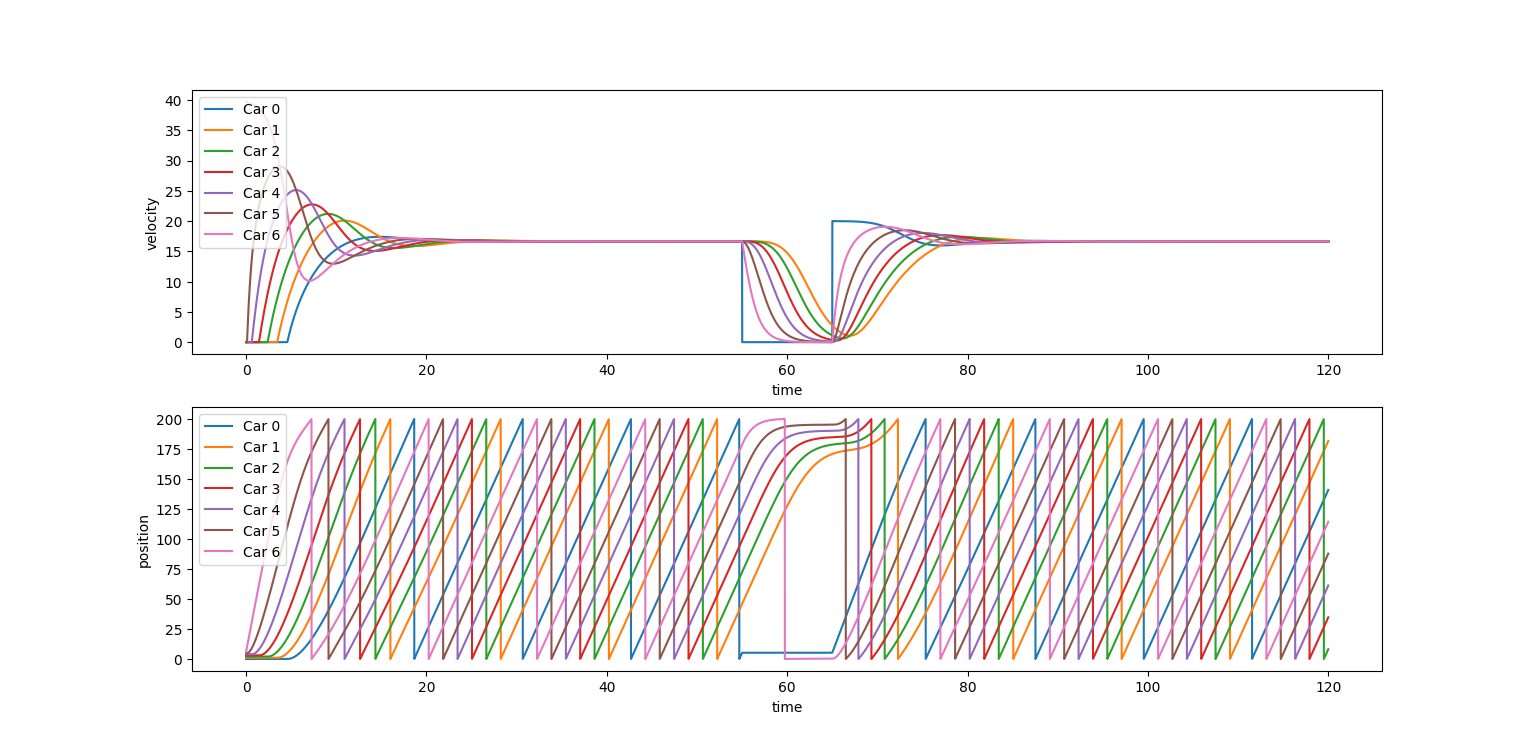 40
35
30
25
20
15
10
5
0
velocity
Car 0
Car 1
Car 2
Car 3
Car 4
Car 5
Car 6
0 20 40 60 80 100 120
time
200
175
150
125
100
75
50
25
0
position
Car 0
Car 1
Car 2
Car 3
Car 4
Car 5
Car 6
0 20 40 60 80 100 120
time